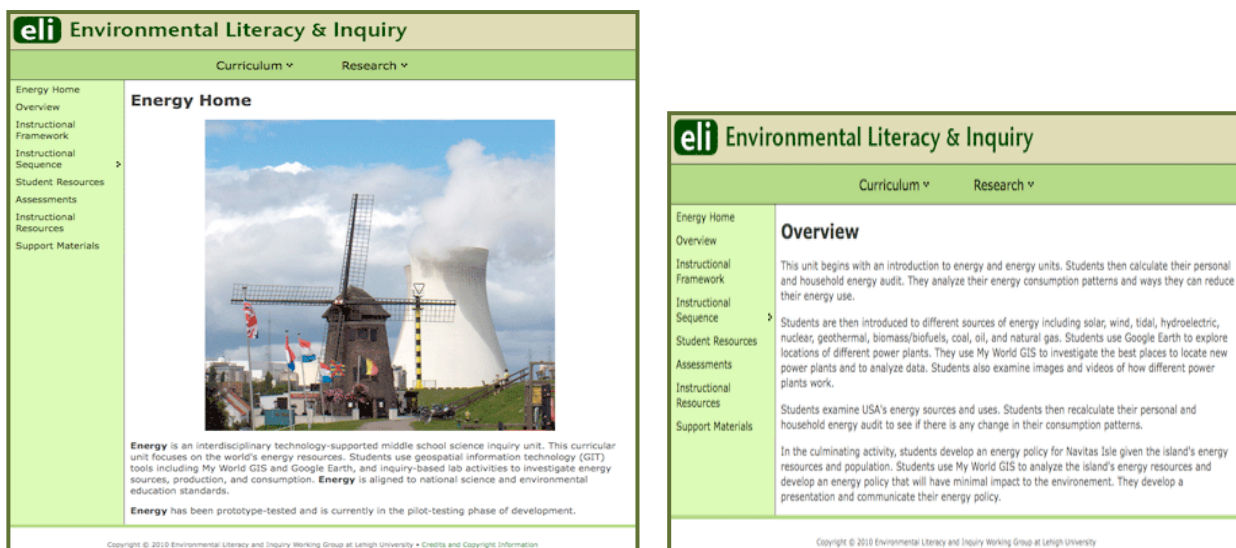 eli Environmental Literacy & Inquiry
Curriculum Research
Energy Home
Overview
Instructional
Framework
Instructional
Sequence
Student Resources
Assessments
Instructional
Resources
Support Materials
Energy Home
Energy is an interdisciplinary technology-supported middle school science inquiry unit. This curricular
unit focuses on the world's energy resources. Students use geospatial information technology (GIT)
tools including My World GIS and Google Earth, and inquiry-based lab activities to investigate energy
sources, production, and consumption. Energy is aligned to national science and environmental
education standards.
Energy has been prototype-tested and is currently in the pilot-testing phase of development.
Copyright © 2010 Environmental Literacy and Inquiry Working Group at Lehigh University • Credits and Copyright Information
eli Environmental Literacy & Inquiry
Curriculum Research
Energy Home
Overview
Instructional
Framework
Instructional
Sequence
Student Resources
Assessments
Instructional
Resources
Support Materials
Overview
This unit begins with an introduction to energy and energy units. Students then calculate their personal
and household energy audit. They analyze their energy consumption patterns and ways they can reduce
their energy use.
Students are then introduced to different sources of energy including solar, wind, tidal, hydroelectric,
nuclear, geothermal, biomass/biofuels, coal, oil, and natural gas. Students use Google Earth to explore
locations of different power plants. They use My World GIS to investigate the best places to locate new
power plants and to analyze data. Students also examine images and videos of how different power
plants work.
Students examine USA's energy sources and uses. Students then recalculate their personal and
household energy audit to see if there is any change in their consumption patterns.
In the culminating activity, students develop an energy policy for Navitas Isle given the island's energy
resources and population. Students use My World GIS to analyze the island's energy resources and
develop an energy policy that will have minimal impact to the environement. They develop a
presentation and communicate their energy policy.
Copyright © 2010 Environmental Literacy and Inquiry Working Group at Lehigh University